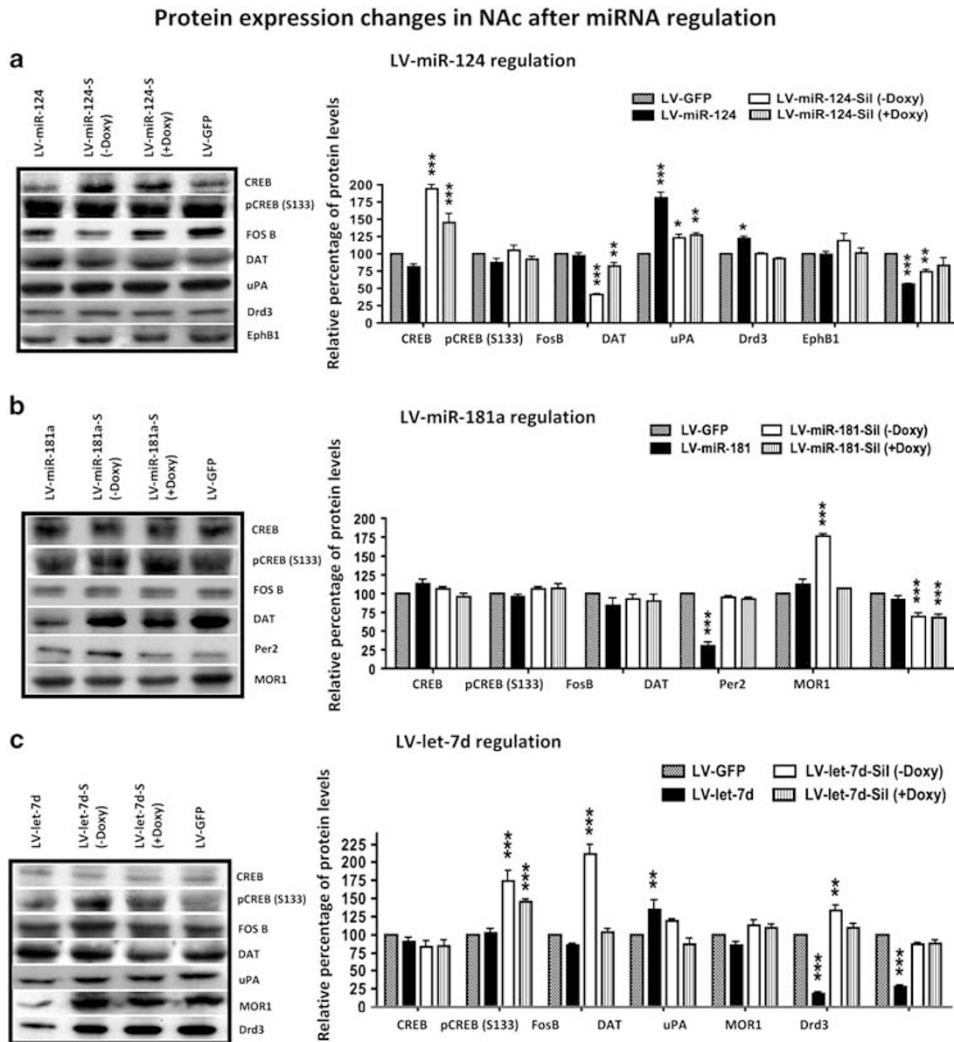 Protein expression changes in NAc after miRNA regulation
a
LV-miR-124 regulation
LV-miR-124
LV-miR-124-S
(-Doxy)
LV-miR-124-S
(+Doxy)
LV-GFP
CREB
pCREB (S133)
FOS B
DAT
uPA
Drd3
EphB1
LV-GFP
LV-miR-124
LV-miR-124-Sil (-Doxy)
LV-miR-124-Sil (+Doxy)
Relative percentage of protein levels
200
175
150
125
100
75
50
25
0
***
***
***
**
***
*
**
*
***
**
CREB pCREB (S133) FosB DAT uPA Drd3 EphB1
b
LV-miR-181a regulation
LV-miR-181a
LV-miR-181a-S
(-Doxy)
LV-miR-181a-S
(+Doxy)
LV-GFP
CREB
pCREB (S133)
FOS B
DAT
Per2
MOR1
LV-GFP
LV-miR-181
LV-miR-181-Sil (-Doxy)
LV-miR-181-Sil (+Doxy)
Relative percentage of protein levels
200
175
150
125
100
75
50
25
0
***
***
***
***
CREB pCREB (S133) FosB DAT Per2 MOR1
c
LV-let-7d regulation
LV-let-7d
LV-let-7d-S
(-Doxy)
LV-let-7d-S
(+Doxy)
LV-GFP
CREB
pCREB (S133)
FOS B
DAT
uPA
MOR1
Drd3
LV-GFP
LV-let-7d
LV-let-7d-Sil (-Doxy)
LV-let-7d-Sil (+Doxy)
Relative percentage of protein levels
225
200
175
150
125
100
75
50
25
0
***
***
***
**
***
**
***
CREB pCREB (S133) FosB DAT uPA MOR1 Drd3